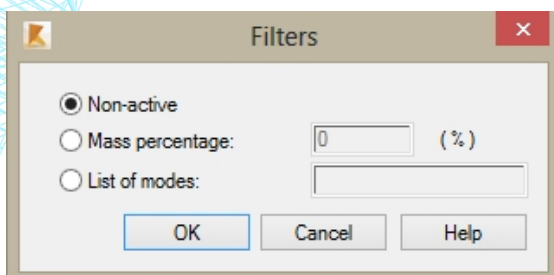 Filters
Non-active
Mass percentage: 0 (%)
List of modes:
OK Cancel Help